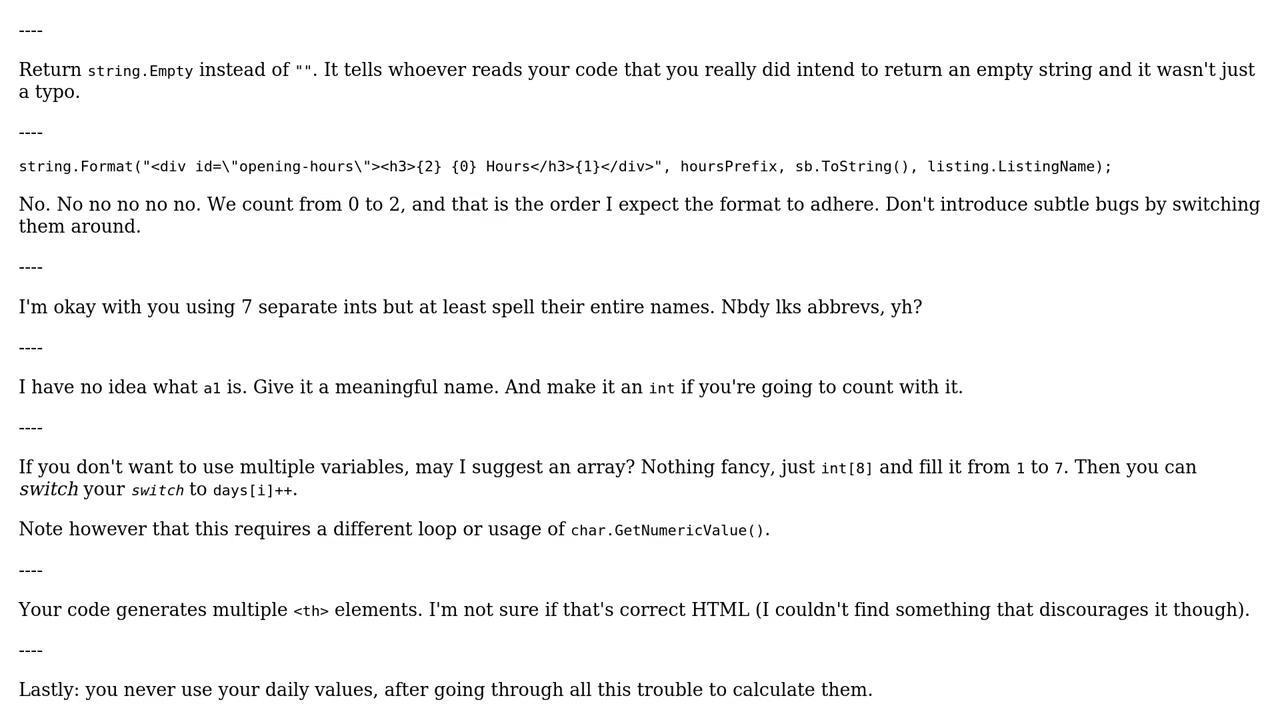 ----
Return string.Empty instead of "". It tells whoever reads your code that you really did intend to return an empty string and it wasn't just
a typo.
----
string.Format("<div id=\"opening-hours\"><h3>{2} {0} Hours</h3>{1}</div>", hoursPrefix, sb.ToString(), listing.ListingName);
No. No no no no no. We count from 0 to 2, and that is the order I expect the format to adhere. Don't introduce subtle bugs by switching
them around.
----
I'm okay with you using 7 separate ints but at least spell their entire names. Nbdy lks abbrevs, yh?
----
I have no idea what a1 is. Give it a meaningful name. And make it an int if you're going to count with it.
----
If you don't want to use multiple variables, may I suggest an array? Nothing fancy, just int[8] and fill it from 1 to 7. Then you can
switch your switch to days[i]++.
Note however that this requires a different loop or usage of char.GetNumericValue().
----
Your code generates multiple <th> elements. I'm not sure if that's correct HTML (I couldn't find something that discourages it though).
----
Lastly: you never use your daily values, after going through all this trouble to calculate them.